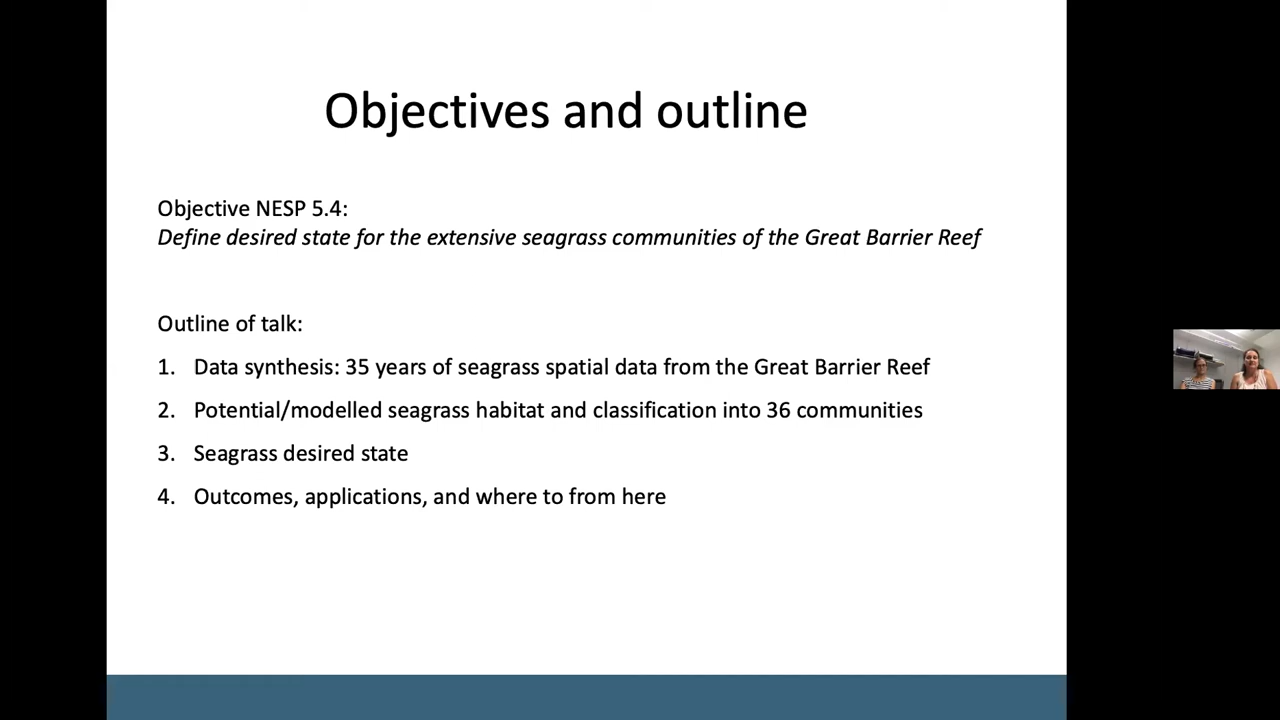 Objectives and outline
Objective NESP 5.4:
Define desired state for the extensive seagrass communities of the Great Barrier Reef
Outline of talk:
1. Data synthesis: 35 years of seagrass spatial data from the Great Barrier Reef
2. Potential/modelled seagrass habitat and classification into 36 communities
3. Seagrass desired state
4. Outcomes, applications, and where to from here